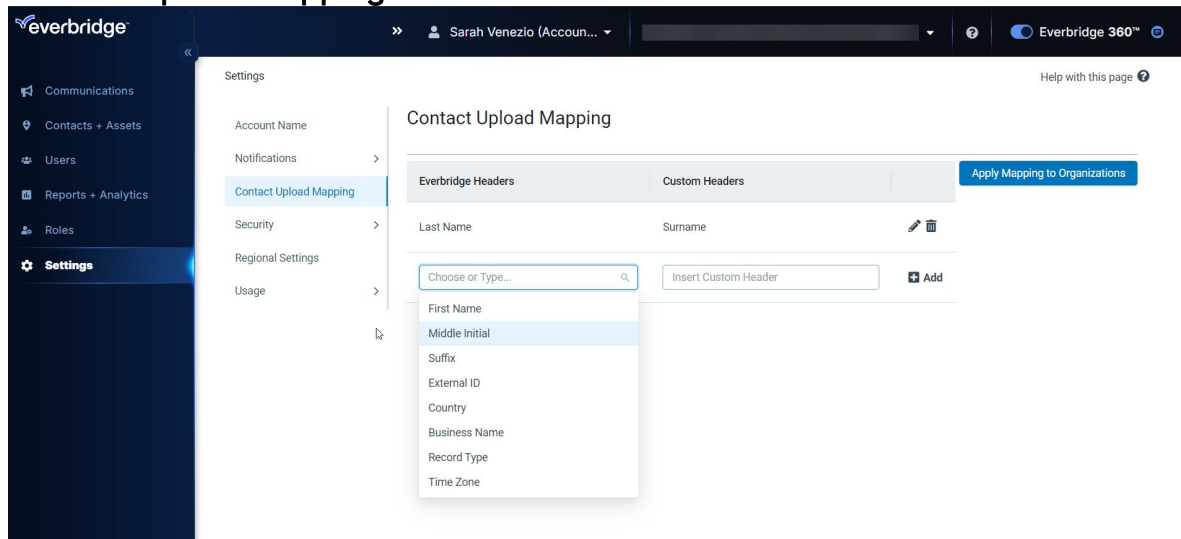 everbridge
«
»
Sarah Venezio (Accoun...
Everbridge 360™
Communications
Contacts + Assets
Users
Reports + Analytics
Roles
Settings
Settings
Help with this page
Account Name
Notifications
Contact Upload Mapping
Security
Regional Settings
Usage
Contact Upload Mapping
Everbridge Headers Custom Headers
Apply Mapping to Organizations
Last Name Surname
Choose or Type... Insert Custom Header Add
First Name
Middle Initial
Suffix
External ID
Country
Business Name
Record Type
Time Zone